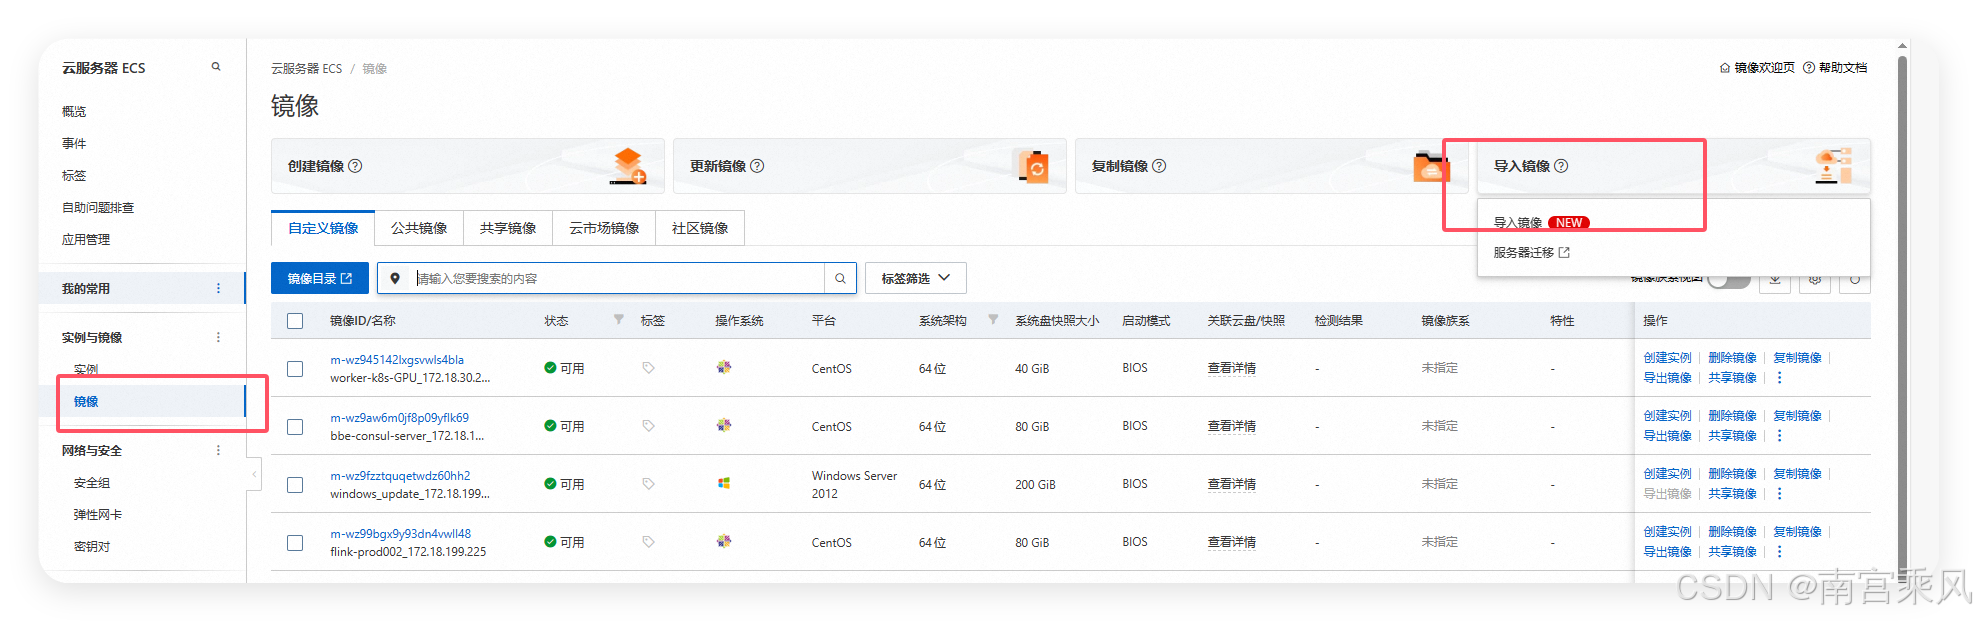 云服务器 ECS
概览
事件
标签
自助问题排查
应用管理
我的常用
实例与镜像
实例
镜像
网络与安全
安全组
弹性网卡
密钥对
云服务器 ECS / 镜像
镜像欢迎页 帮助文档
镜像
创建镜像 更新镜像 复制镜像 导入镜像
导入镜像 NEW
服务器迁移
自定义镜像 公共镜像 共享镜像 云市场镜像 社区镜像
镜像目录 请输入您要搜索的内容 标签筛选 镜像族系视图
镜像ID/名称 状态 标签 操作系统 平台 系统架构 系统盘快照大小 启动模式 关联云盘/快照 检测结果 镜像族系 特性 操作
m-wz945142lxgsvwls4bla
worker-k8s-GPU_172.18.30.2...
可用 CentOS 64 位 40 GiB BIOS 查看详情 - 未指定 -
创建实例 删除镜像 复制镜像
导出镜像 共享镜像
m-wz9aw6m0jf8p09yflk69
bbe-consul-server_172.18.1...
可用 CentOS 64 位 80 GiB BIOS 查看详情 - 未指定 -
创建实例 删除镜像 复制镜像
导出镜像 共享镜像
m-wz9fzztquqetwdz60hh2
windows_update_172.18.199...
可用 Windows Server 2012 64 位 200 GiB BIOS 查看详情 - 未指定 -
创建实例 删除镜像 复制镜像
导出镜像 共享镜像
m-wz99bgx9y93dn4vwll48
flink-prod002_172.18.199.225
可用 CentOS 64 位 80 GiB BIOS 查看详情 - 未指定 -
创建实例 删除镜像 复制镜像
导出镜像 共享镜像
CSDN @南宫乘风